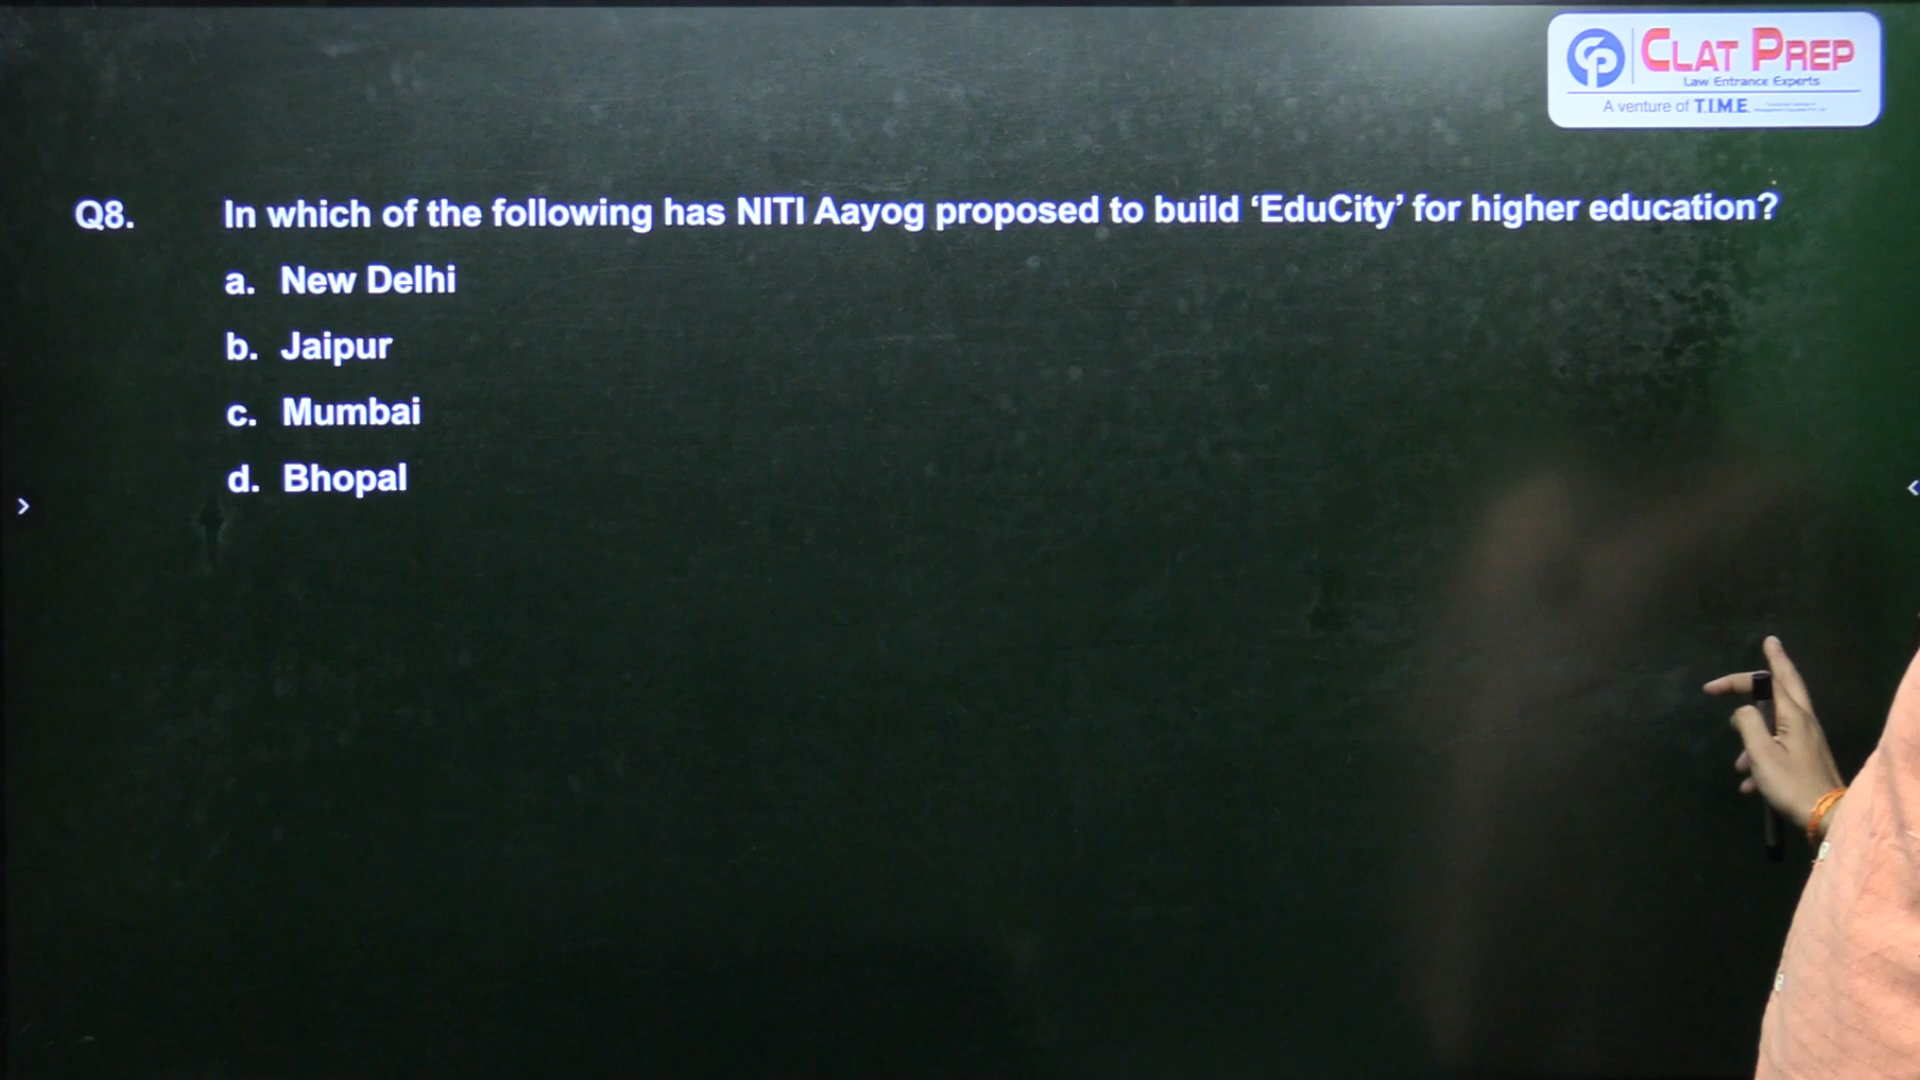 CLAT PREP
Law Entrance Experts
A venture of T.I.M.E.
Q8. In which of the following has NITI Aayog proposed to build ‘EduCity’ for higher education?
a. New Delhi
b. Jaipur
c. Mumbai
d. Bhopal